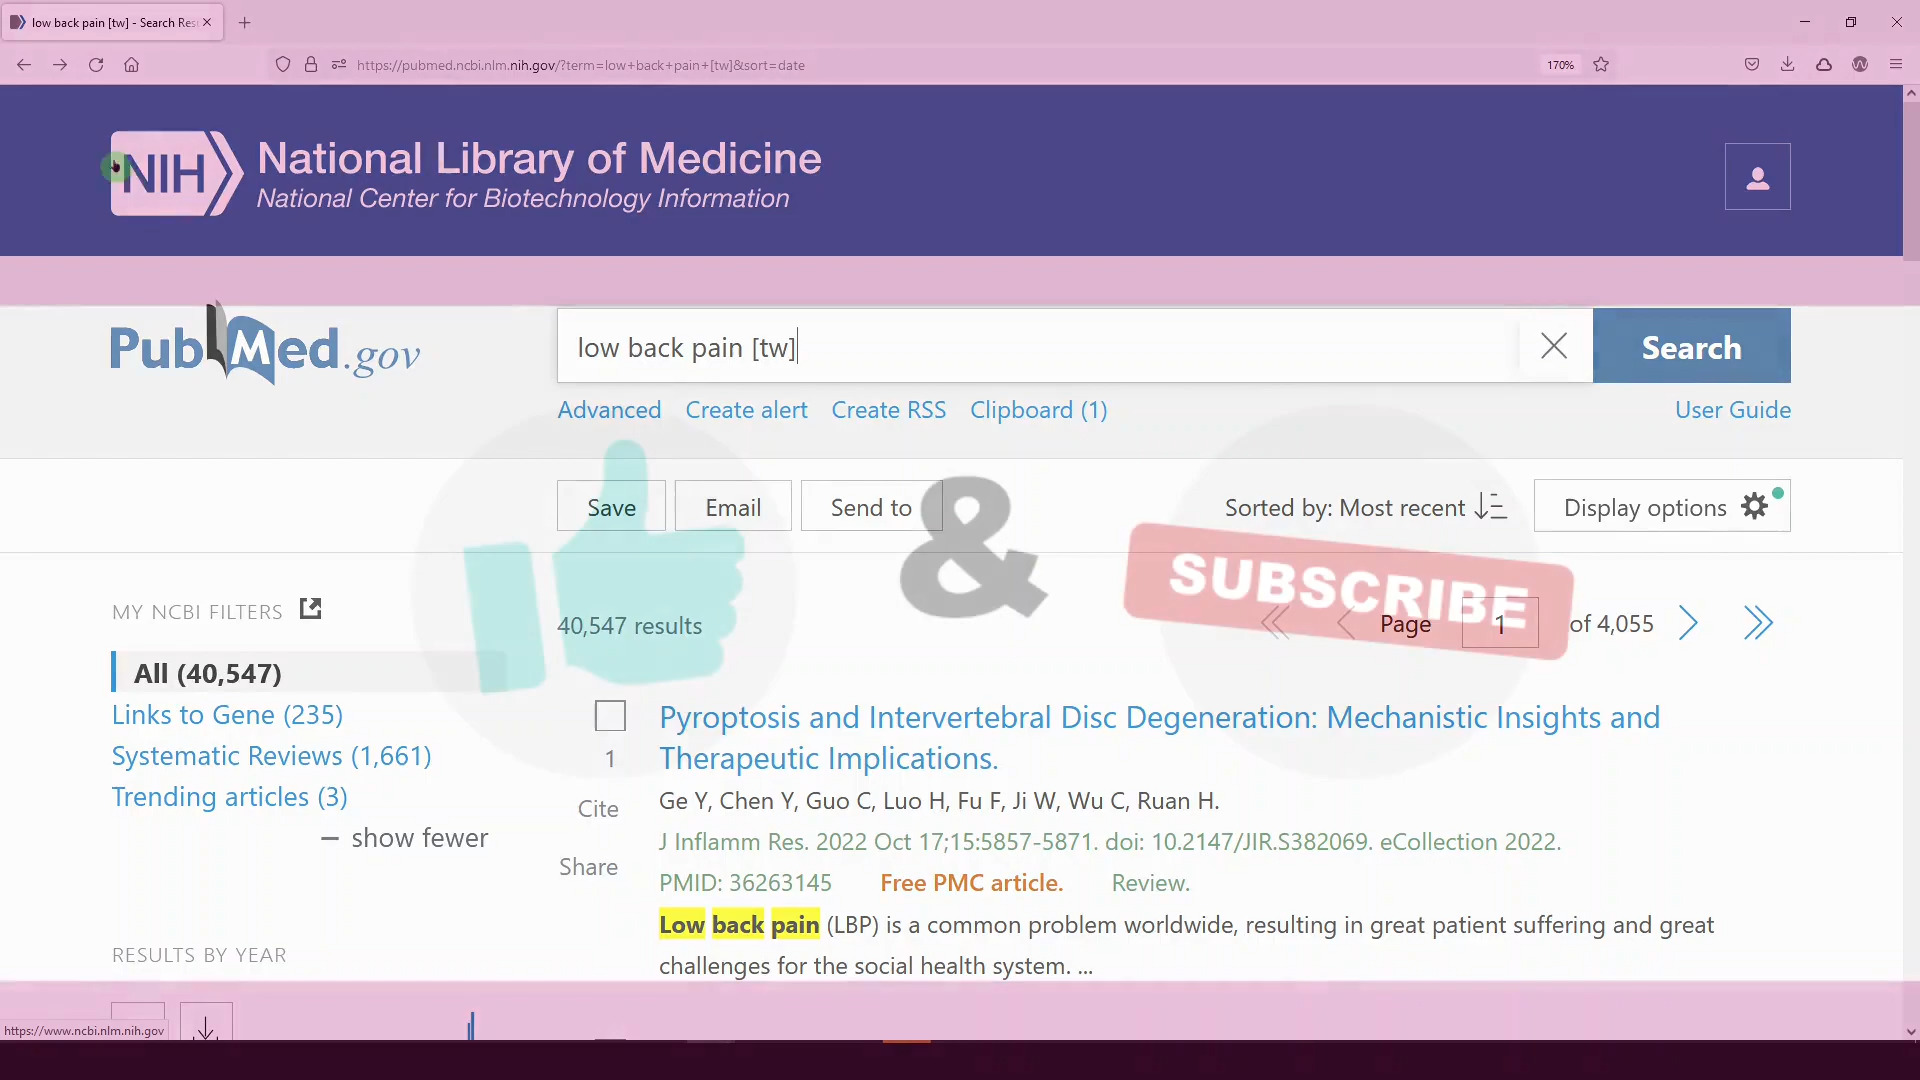 low back pain [tw] - Search Res
https://pubmed.ncbi.nlm.nih.gov/?term=low+back+pain+[tw]&sort=date
170%
NIH
National Library of Medicine
National Center for Biotechnology Information
PubMed.gov
low back pain [tw]
Search
Advanced
Create alert
Create RSS
Clipboard (1)
User Guide
Save
Email
Send to
&
Sorted by: Most recent
Display options
SUBSCRIBE
MY NCBI FILTERS
40,547 results
Page 1 of 4,055
All (40,547)
Links to Gene (235)
Systematic Reviews (1,661)
Trending articles (3)
— show fewer
RESULTS BY YEAR
1
Cite
Share
Pyroptosis and Intervertebral Disc Degeneration: Mechanistic Insights and
Therapeutic Implications.
Ge Y, Chen Y, Guo C, Luo H, Fu F, Ji W, Wu C, Ruan H.
J Inflamm Res. 2022 Oct 17;15:5857-5871. doi: 10.2147/JIR.S382069. eCollection 2022.
PMID: 36263145 Free PMC article. Review.
Low back pain (LBP) is a common problem worldwide, resulting in great patient suffering and great
challenges for the social health system. ...
https://www.ncbi.nlm.nih.gov